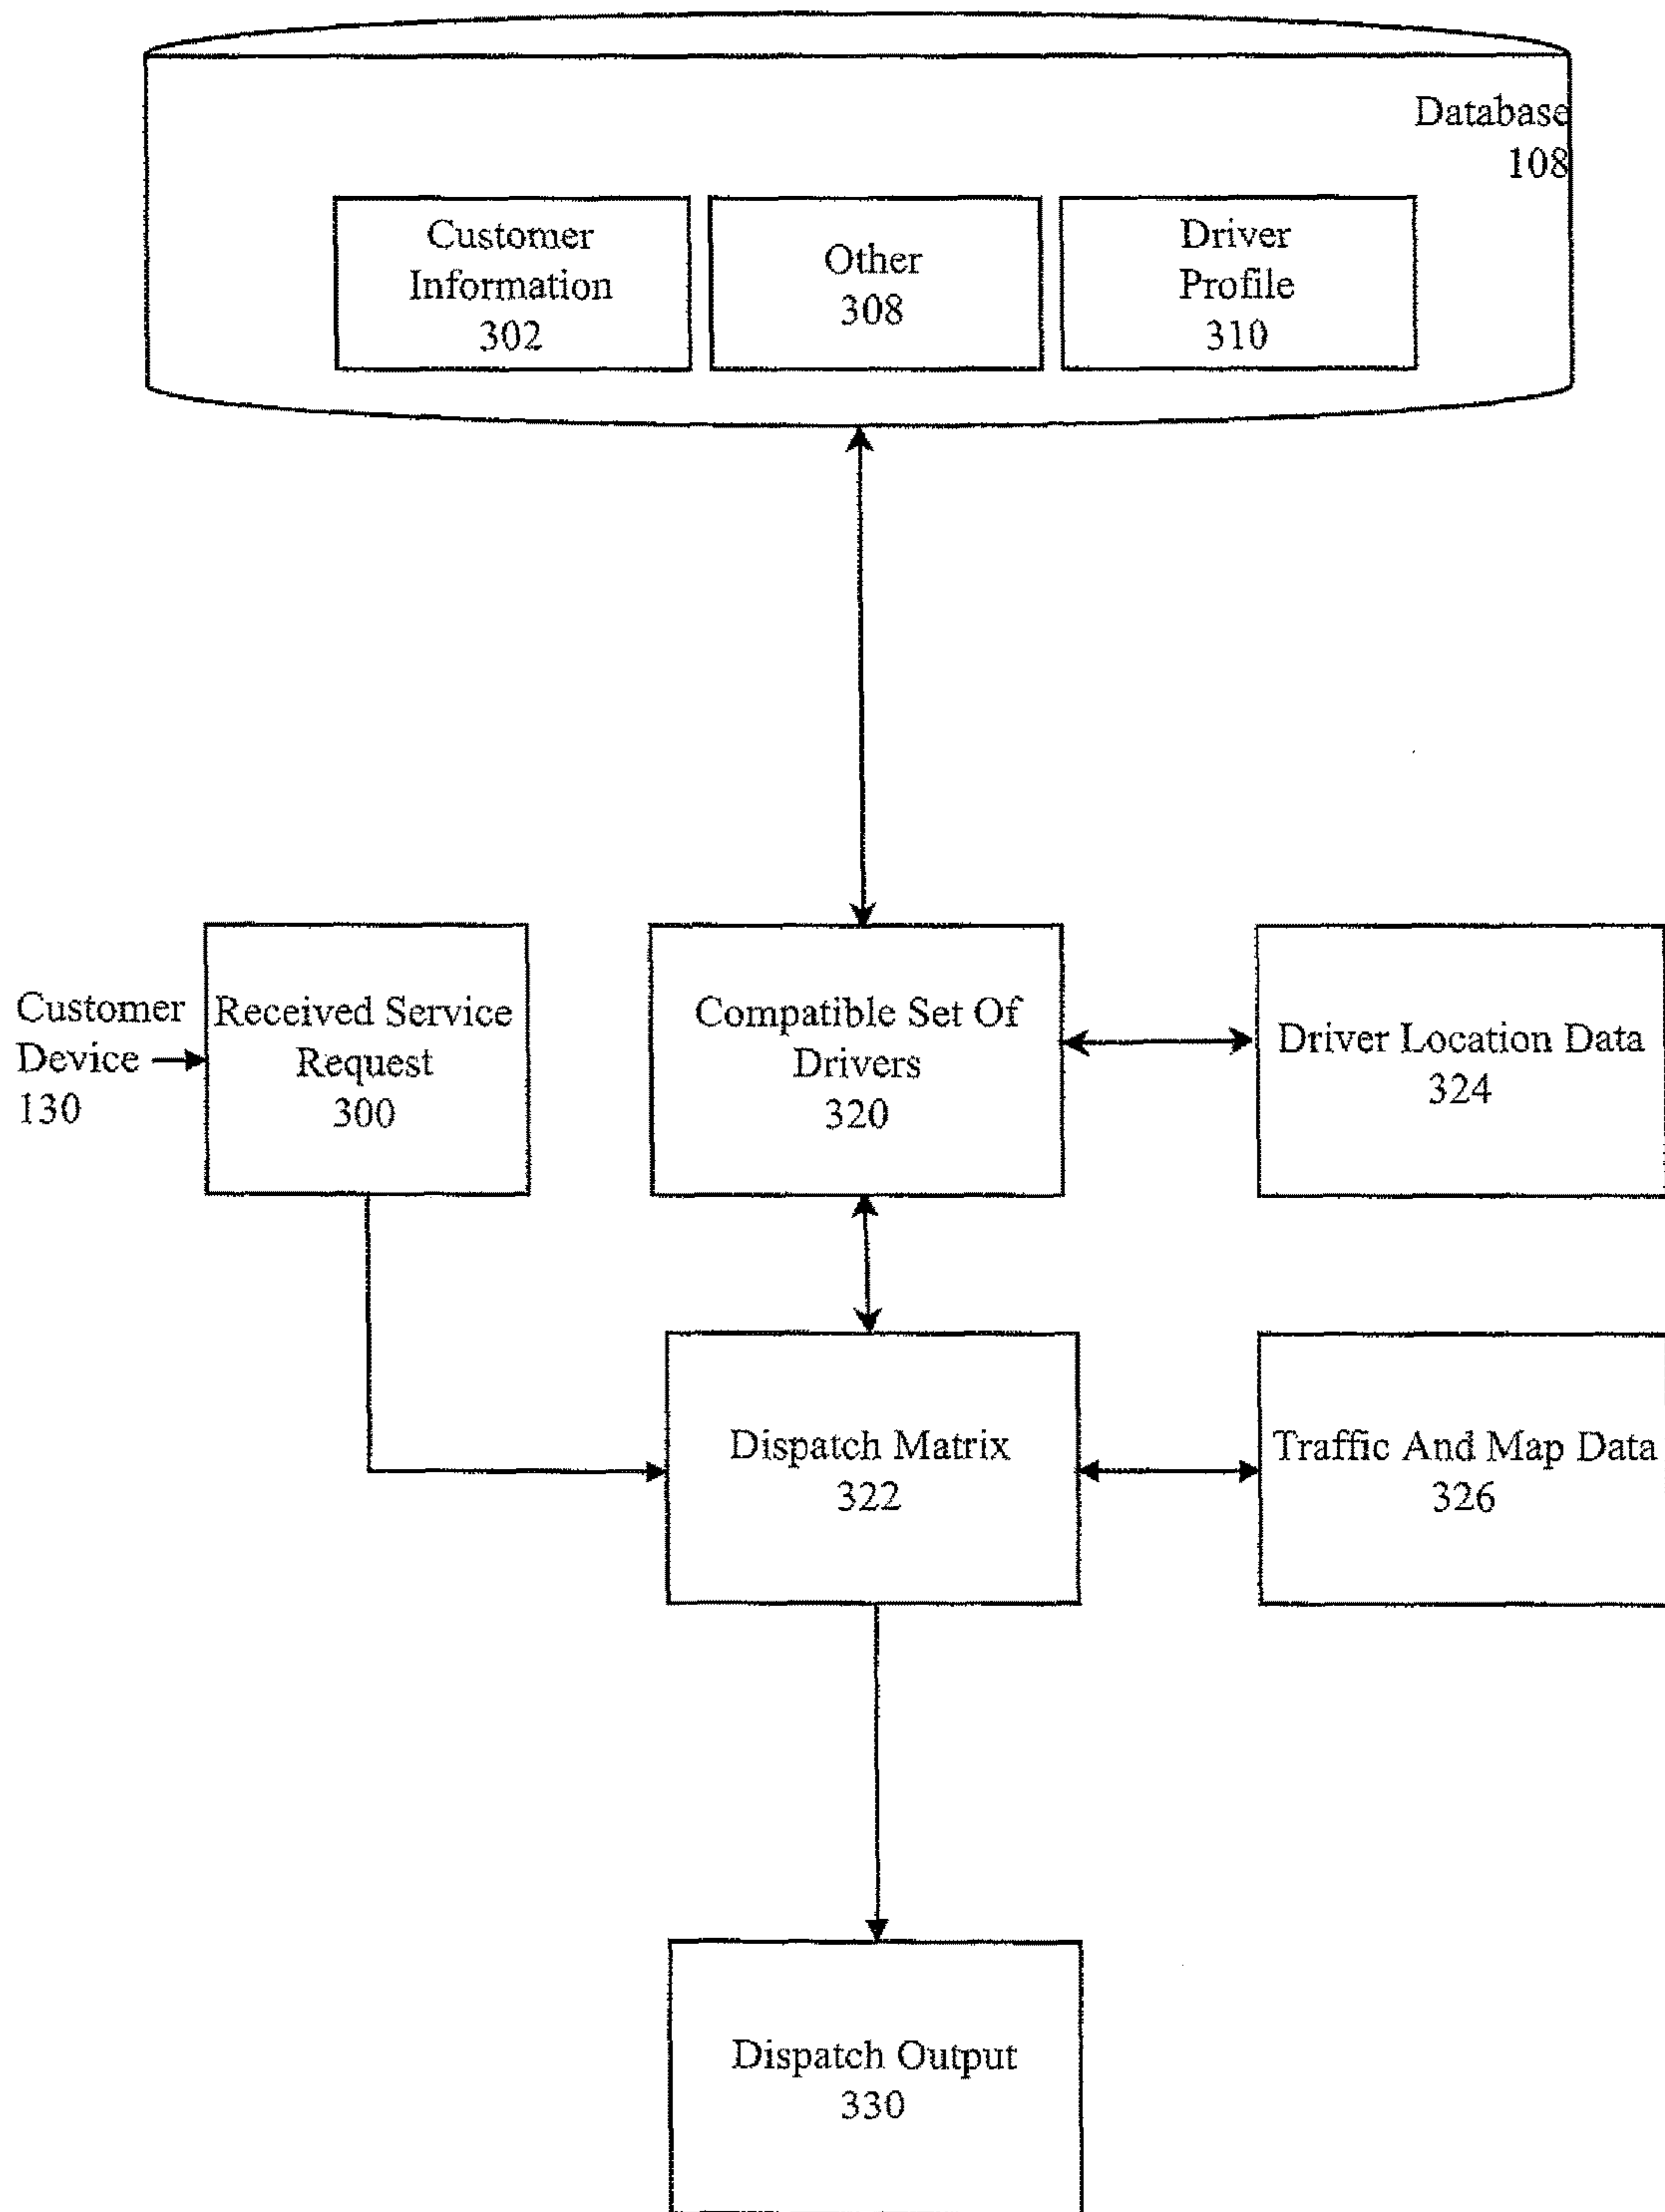 Database
108
Customer
Information
302
Other
308
Driver
Profile
310
Customer
Device
130
Received Service
Request
300
Compatible Set Of
Drivers
320
Driver Location Data
324
Dispatch Matrix
322
Traffic And Map Data
326
Dispatch Output
330